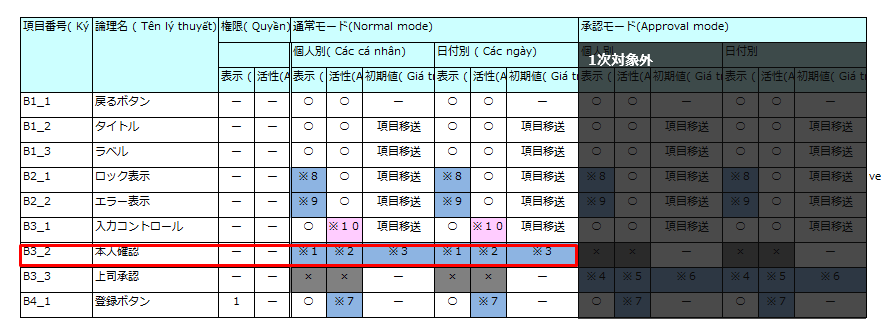 項目番号( Ký 論理名 ( Tên lý thuyết) 権限( Quyền) 通常モード(Normal mode) 承認モード(Approval mode)
個人別( Các cá nhân) 日付別 ( Các ngày) 個人別 日付別
1次対象外
表示 ( 活性(A 表示 ( 活性(A 初期値( Giá tr 表示 ( 活性(A 初期値( Giá tr 表示 ( 活性(A 初期値( Giá tr 表示 ( 活性(A 初期値( Giá tr
B1_1 戻るボタン － － ○ ○ － ○ ○ － ○ ○ － ○ ○ －
B1_2 タイトル － － ○ ○ 項目移送 ○ ○ 項目移送 ○ ○ 項目移送 ○ ○ 項目移送
B1_3 ラベル － － ○ ○ 項目移送 ○ ○ 項目移送 ○ ○ 項目移送 ○ ○ 項目移送
B2_1 ロック表示 － － ※8 ○ 項目移送 ※8 ○ 項目移送 ※8 ○ 項目移送 ※8 ○ 項目移送 ve
B2_2 エラー表示 － － ※9 ○ 項目移送 ※9 ○ 項目移送 ※9 ○ 項目移送 ※9 ○ 項目移送
B3_1 入力コントロール － － ○ ※10 項目移送 ○ ※10 項目移送 ○ ○ 項目移送 ○ ○ 項目移送
B3_2 本人確認 － － ※1 ※2 ※3 ※1 ※2 ※3 × × － × × －
B3_3 上司承認 － － × × － × × － ※4 ※5 ※6 ※4 ※5 ※6
B4_1 登録ボタン 1 － ○ ※7 － ○ ※7 － ○ ※7 － ○ ※7 －